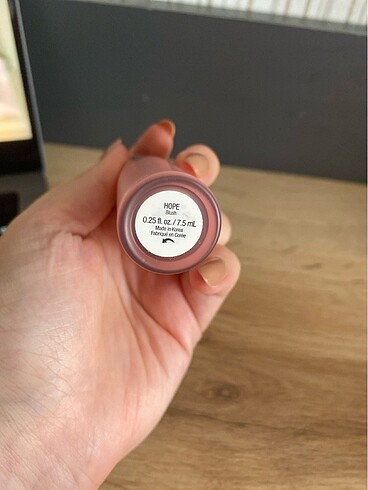 HOPE
Blush
0.25 fl. oz. / 7.5 mL
Made in Korea
Fabriqué en Corée